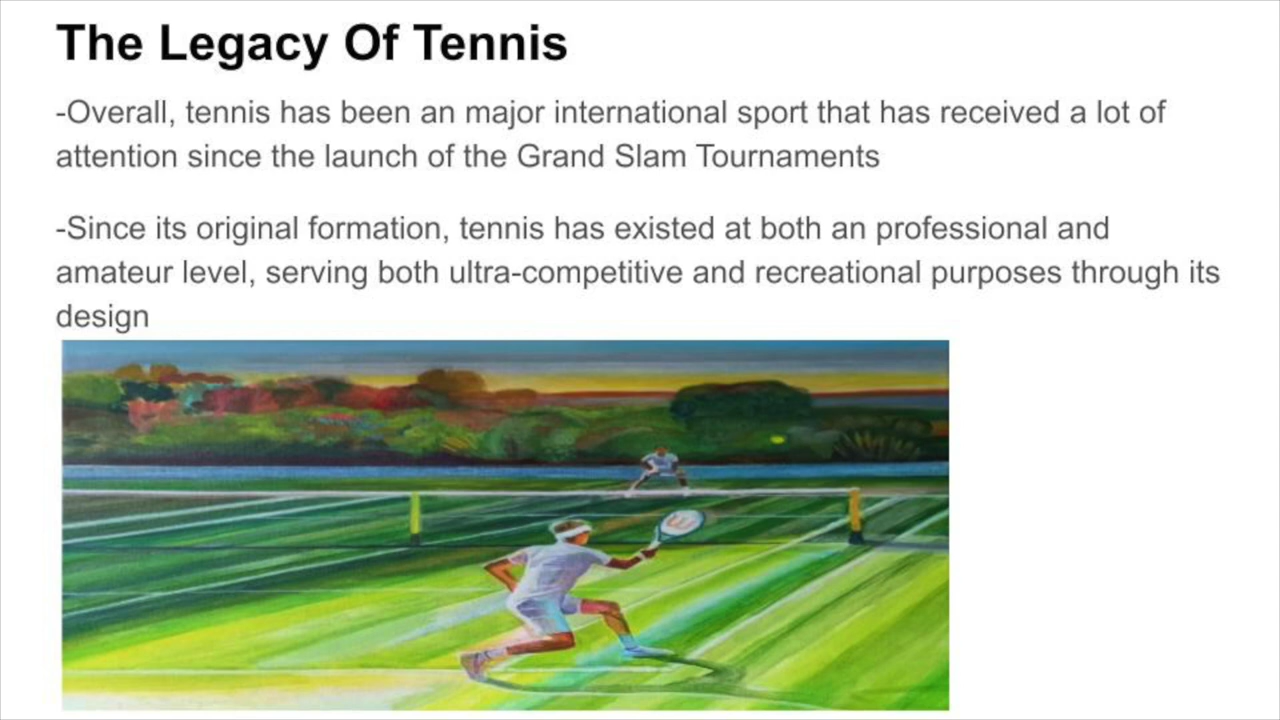 The Legacy Of Tennis
-Overall, tennis has been an major international sport that has received a lot of
attention since the launch of the Grand Slam Tournaments
-Since its original formation, tennis has existed at both an professional and
amateur level, serving both ultra-competitive and recreational purposes through its
design